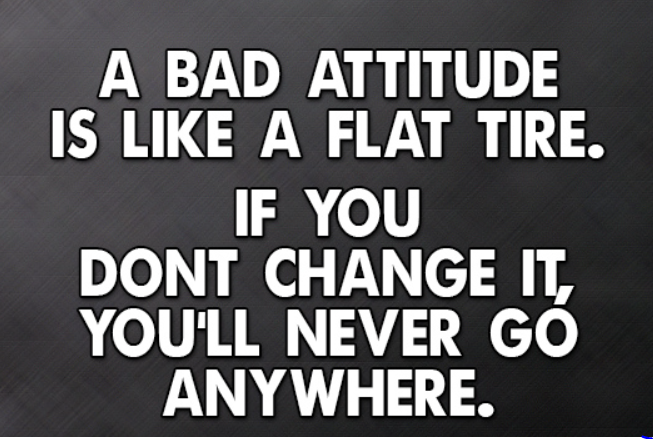 A BAD ATTITUDE
IS LIKE A FLAT TIRE.
IF YOU
DONT CHANGE IT,
YOU'LL NEVER GO
ANYWHERE.